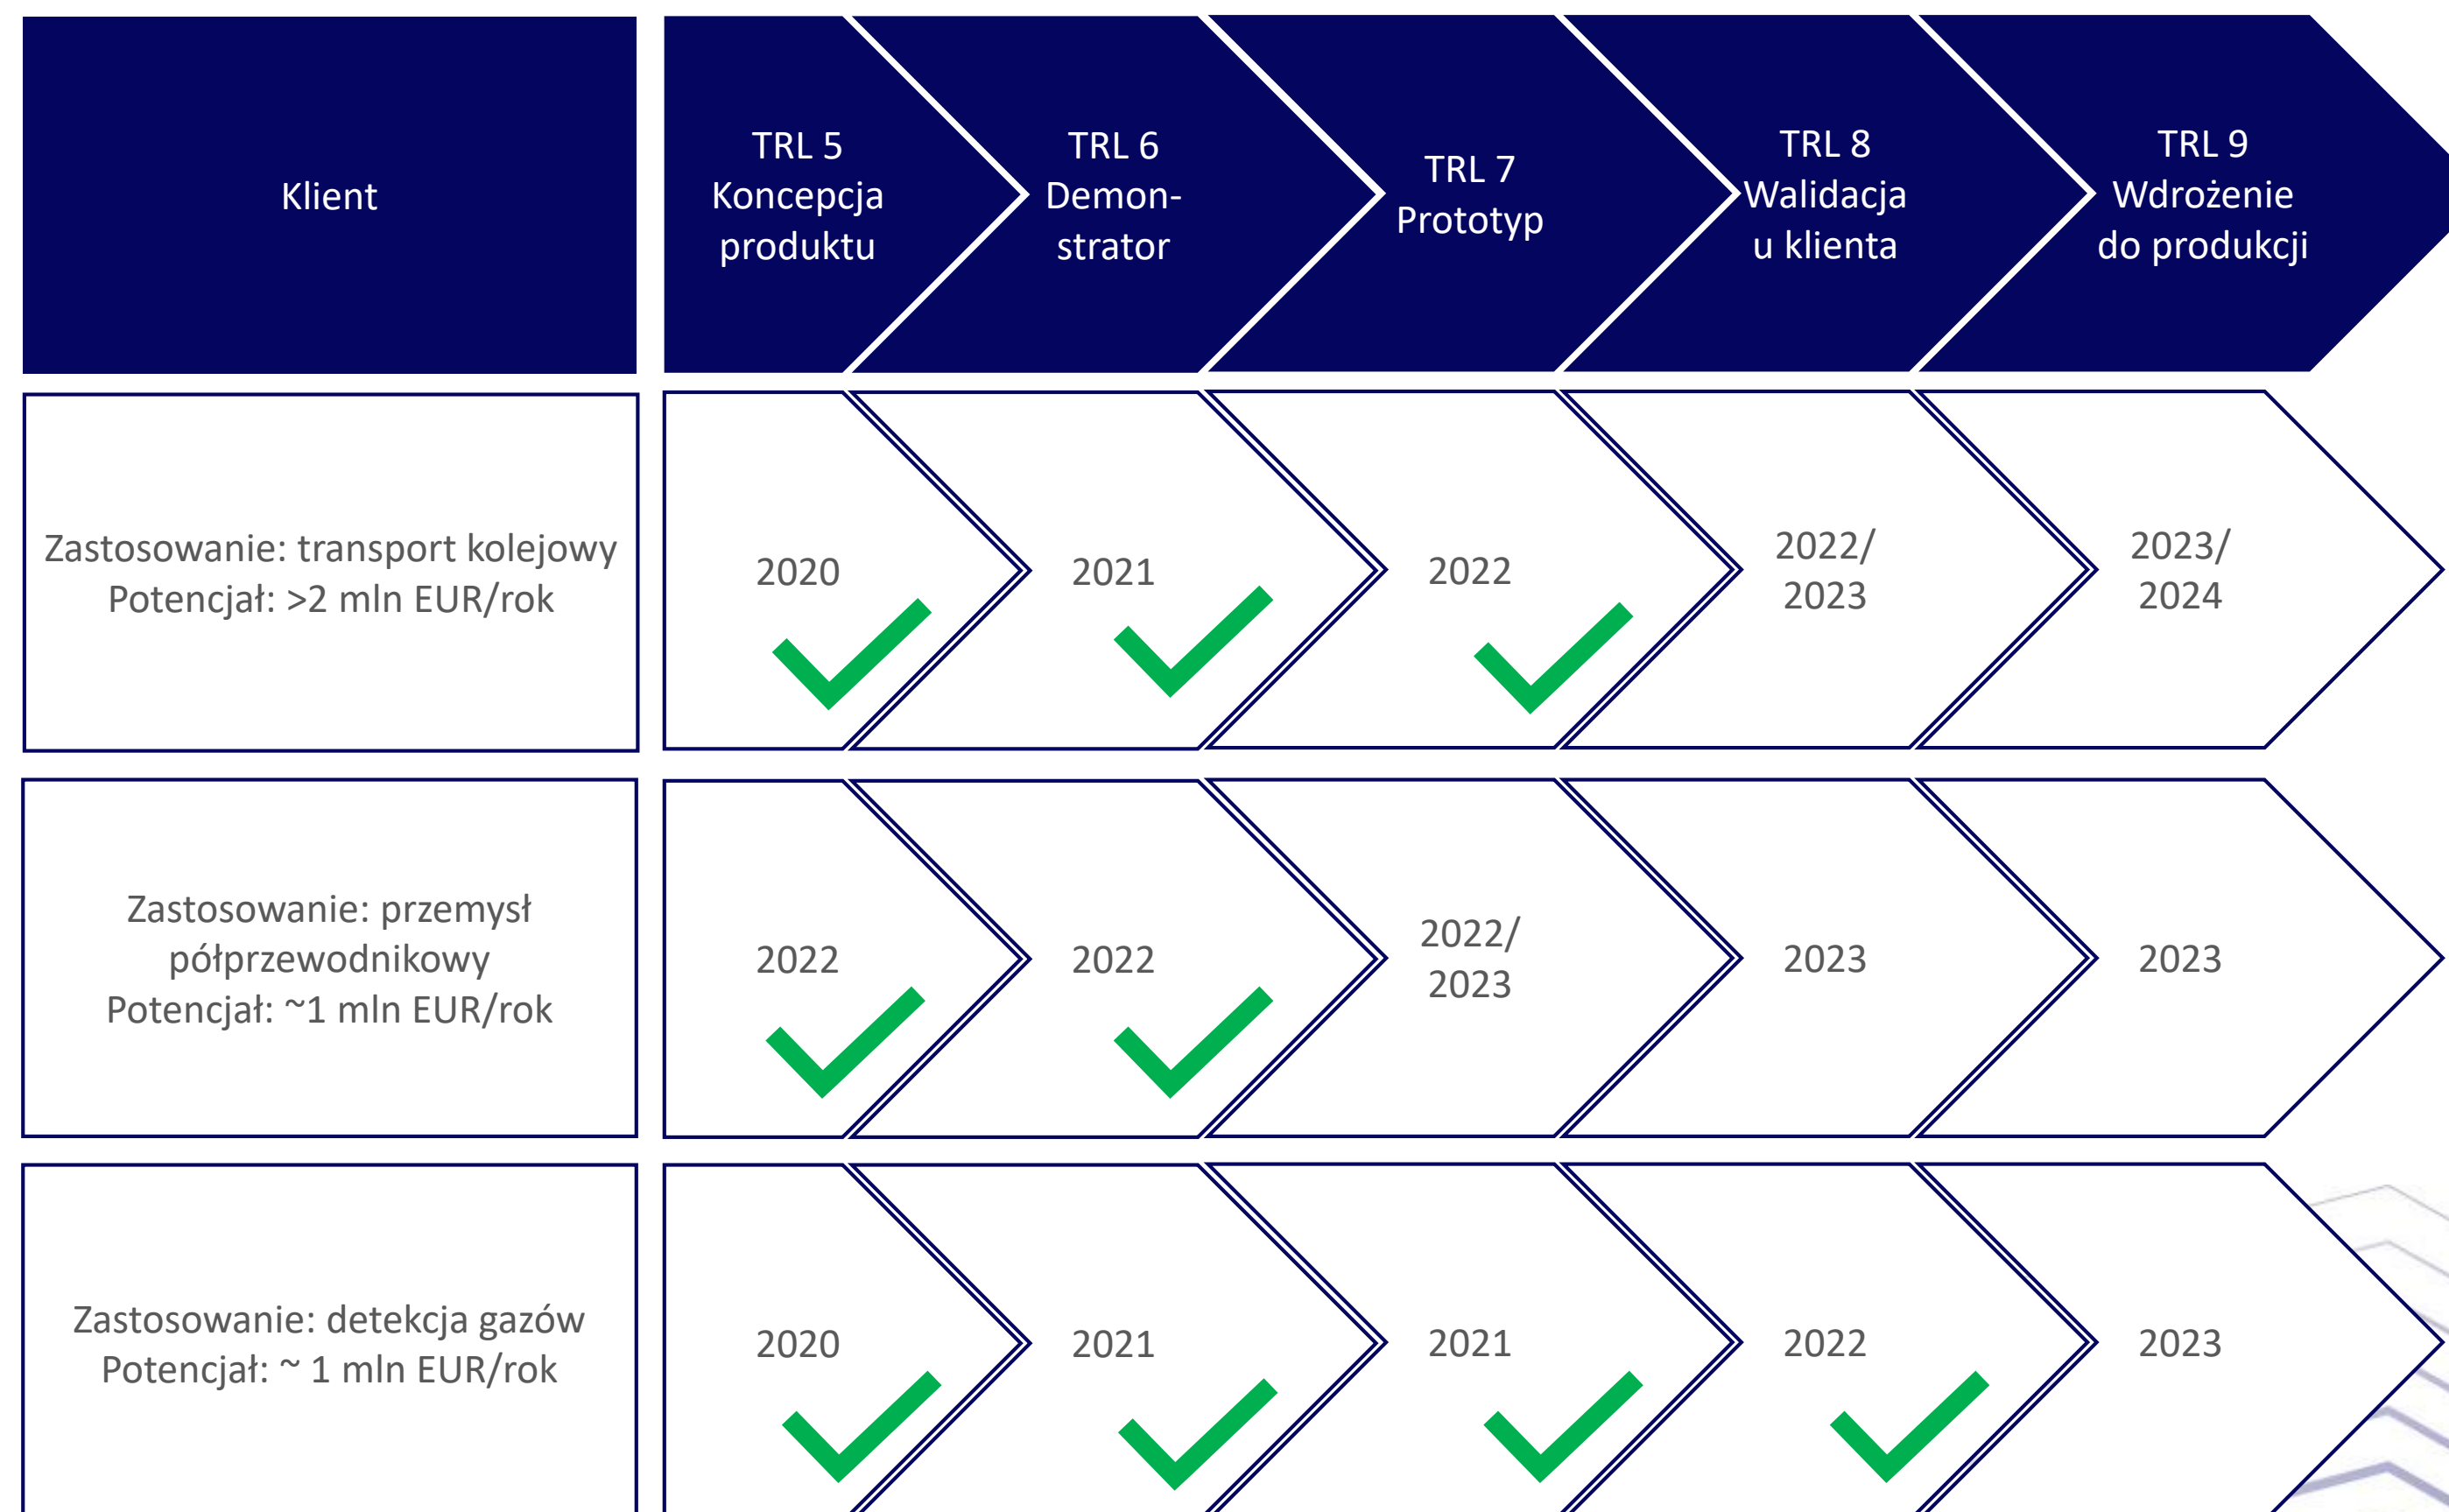 Klient
TRL 5
Koncepcja
produktu
TRL 6
Demon-
strator
TRL 7
Prototyp
TRL 8
Walidacja
u klienta
TRL 9
Wdrożenie
do produkcji
Zastosowanie: transport kolejowy
Potencjał: >2 mln EUR/rok
2020
2021
2022
2022/
2023
2023/
2024
Zastosowanie: przemysł
półprzewodnikowy
Potencjał: ~1 mln EUR/rok
2022
2022
2022/
2023
2023
2023
Zastosowanie: detekcja gazów
Potencjał: ~ 1 mln EUR/rok
2020
2021
2021
2022
2023